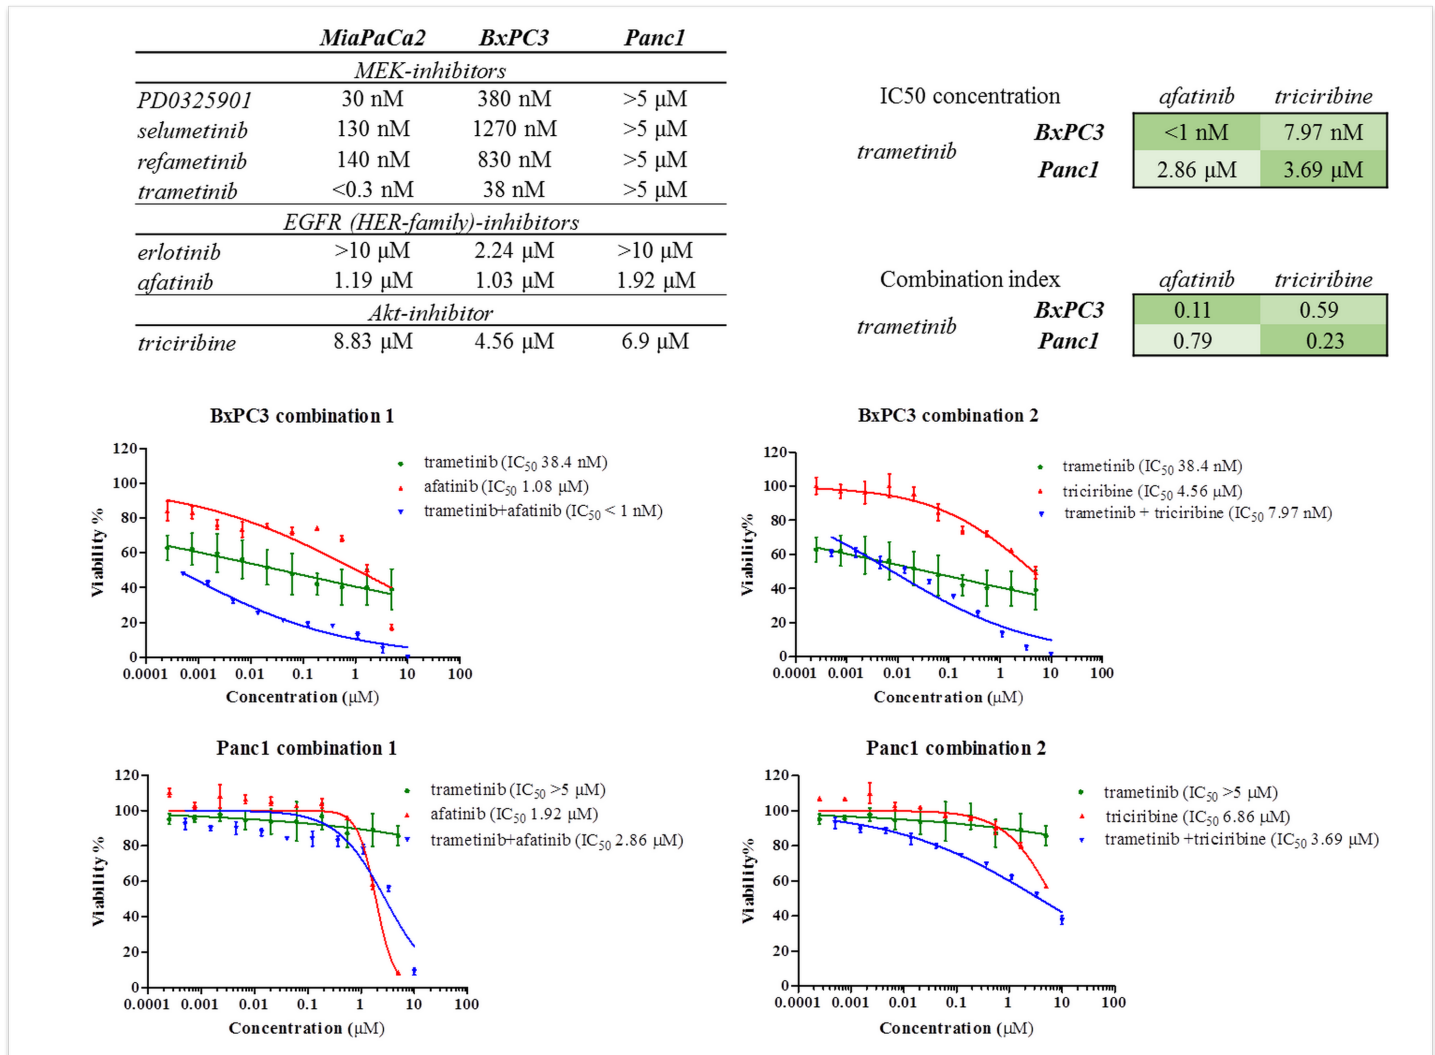 MiaPaCa2 BxPC3 Panc1
MEK-inhibitors
PD0325901 30 nM 380 nM >5 μM
selumetinib 130 nM 1270 nM >5 μM
refametinib 140 nM 830 nM >5 μM
trametinib <0.3 nM 38 nM >5 μM
EGFR (HER-family)-inhibitors
erlotinib >10 μM 2.24 μM >10 μM
afatinib 1.19 μM 1.03 μM 1.92 μM
Akt-inhibitor
triciribine 8.83 μM 4.56 μM 6.9 μM
IC50 concentration afatinib triciribine
trametinib
BxPC3 <1 nM 7.97 nM
Panc1 2.86 μM 3.69 μM
Combination index afatinib triciribine
trametinib
BxPC3 0.11 0.59
Panc1 0.79 0.23
BxPC3 combination 1
120
100
80
60
40
20
0
Viability %
0.0001 0.001 0.01 0.1 1 10 100
Concentration (μM)
trametinib (IC50 38.4 nM)
afatinib (IC50 1.08 μM)
trametinib+afatinib (IC50 < 1 nM)
BxPC3 combination 2
120
100
80
60
40
20
0
Viability%
0.0001 0.001 0.01 0.1 1 10 100
Concentration (μM)
trametinib (IC50 38.4 nM)
triciribine (IC50 4.56 μM)
trametinib + triciribine (IC50 7.97 nM)
Panc1 combination 1
120
100
80
60
40
20
0
Viability%
0.0001 0.001 0.01 0.1 1 10 100
Concentration (μM)
trametinib (IC50 >5 μM)
afatinib (IC50 1.92 μM)
trametinib+afatinib (IC50 2.86 μM)
Panc1 combination 2
120
100
80
60
40
20
0
Viability%
0.0001 0.01 0.1 1 10 100
Concentration (μM)
trametinib (IC50 >5 μM)
triciribine (IC50 6.86 μM)
trametinib +triciribine (IC50 3.69 μM)